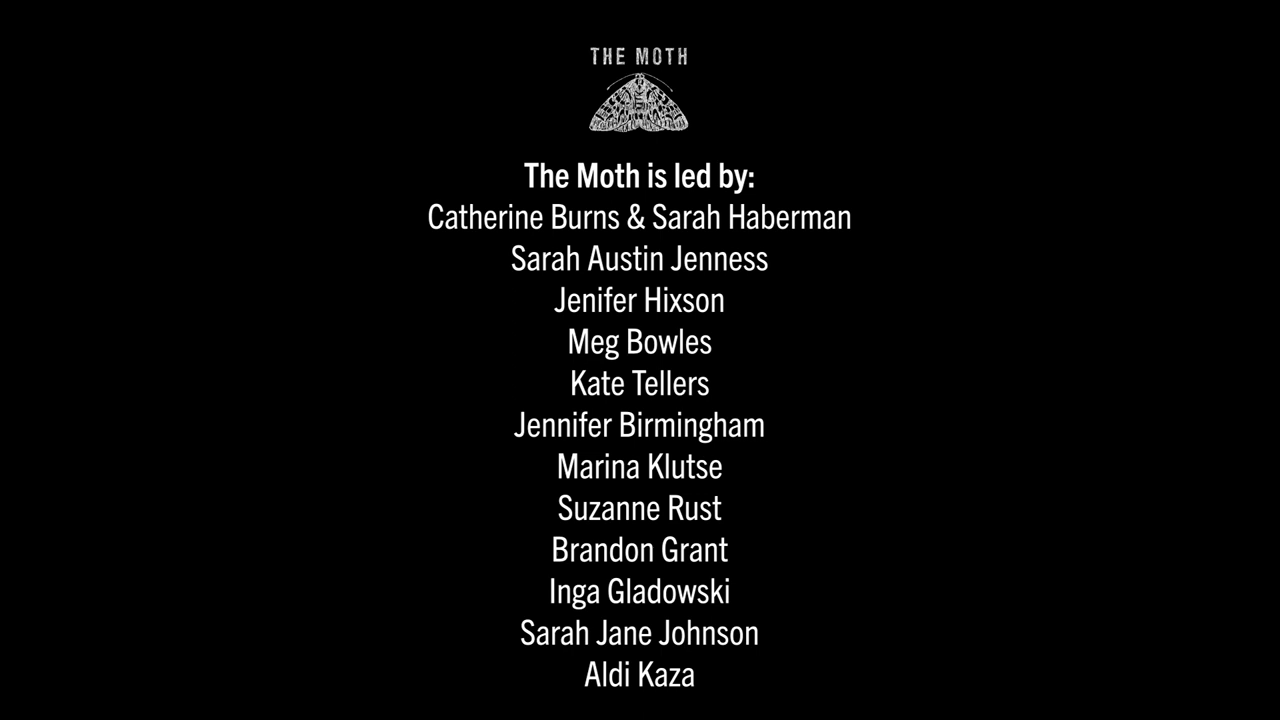 THE MOTH
The Moth is led by:
Catherine Burns & Sarah Haberman
Sarah Austin Jenness
Jenifer Hixson
Meg Bowles
Kate Tellers
Jennifer Birmingham
Marina Klutse
Suzanne Rust
Brandon Grant
Inga Gladowski
Sarah Jane Johnson
Aldi Kaza